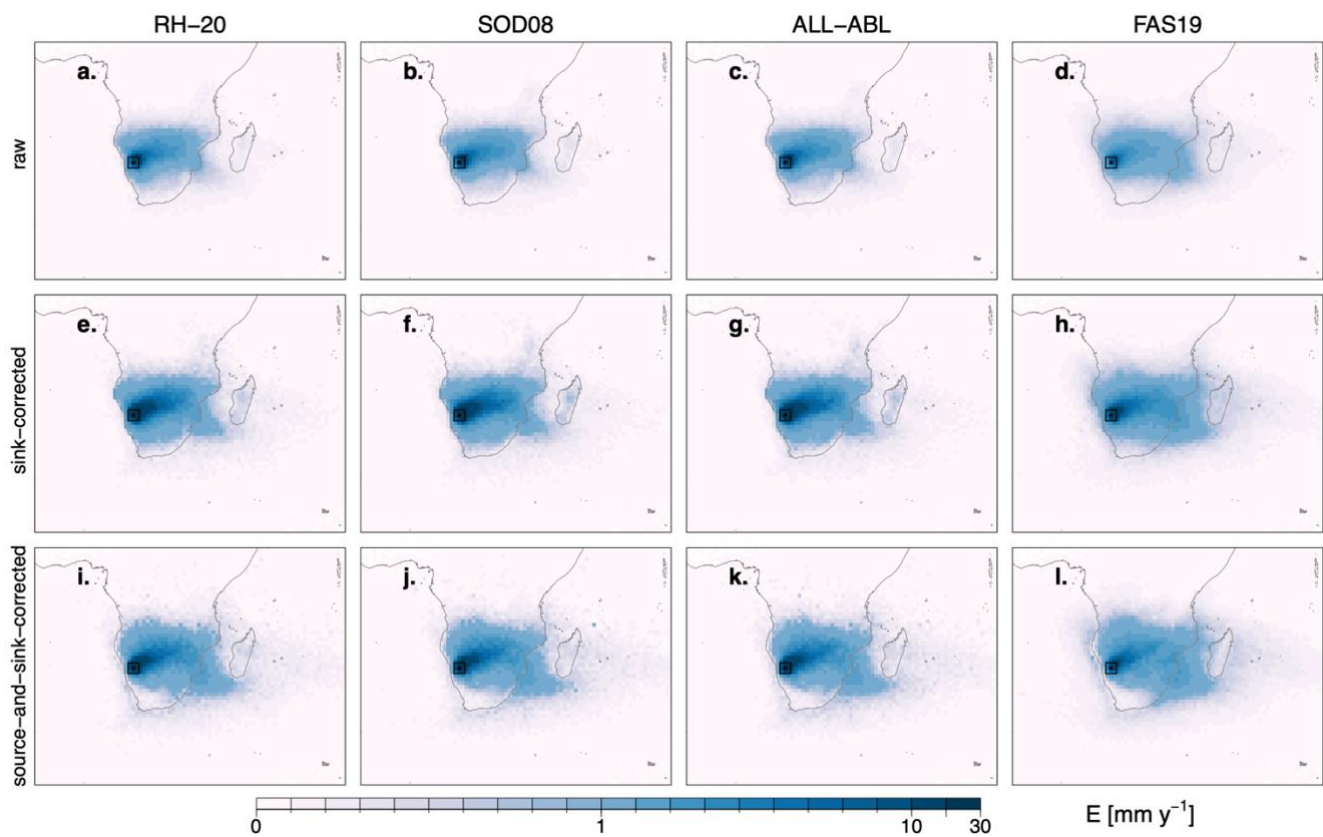 RH−20 SOD08 ALL−ABL FAS19
raw
a. b. c. d.
sink−corrected
e. f. g. h.
source−and−sink−corrected
i. j. k. l.
0 1 10 30
E [mm y⁻¹]